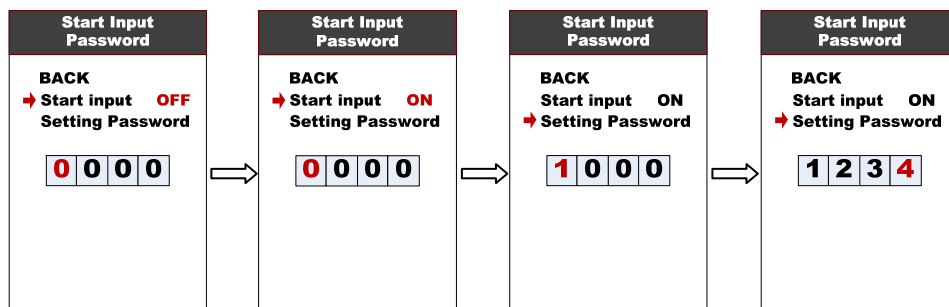 Start Input
Password
BACK
Start input OFF
Setting Password
0 0 0 0
Start Input
Password
BACK
Start input ON
Setting Password
0 0 0 0
Start Input
Password
BACK
Start input ON
Setting Password
1 0 0 0
Start Input
Password
BACK
Start input ON
Setting Password
1 2 3 4